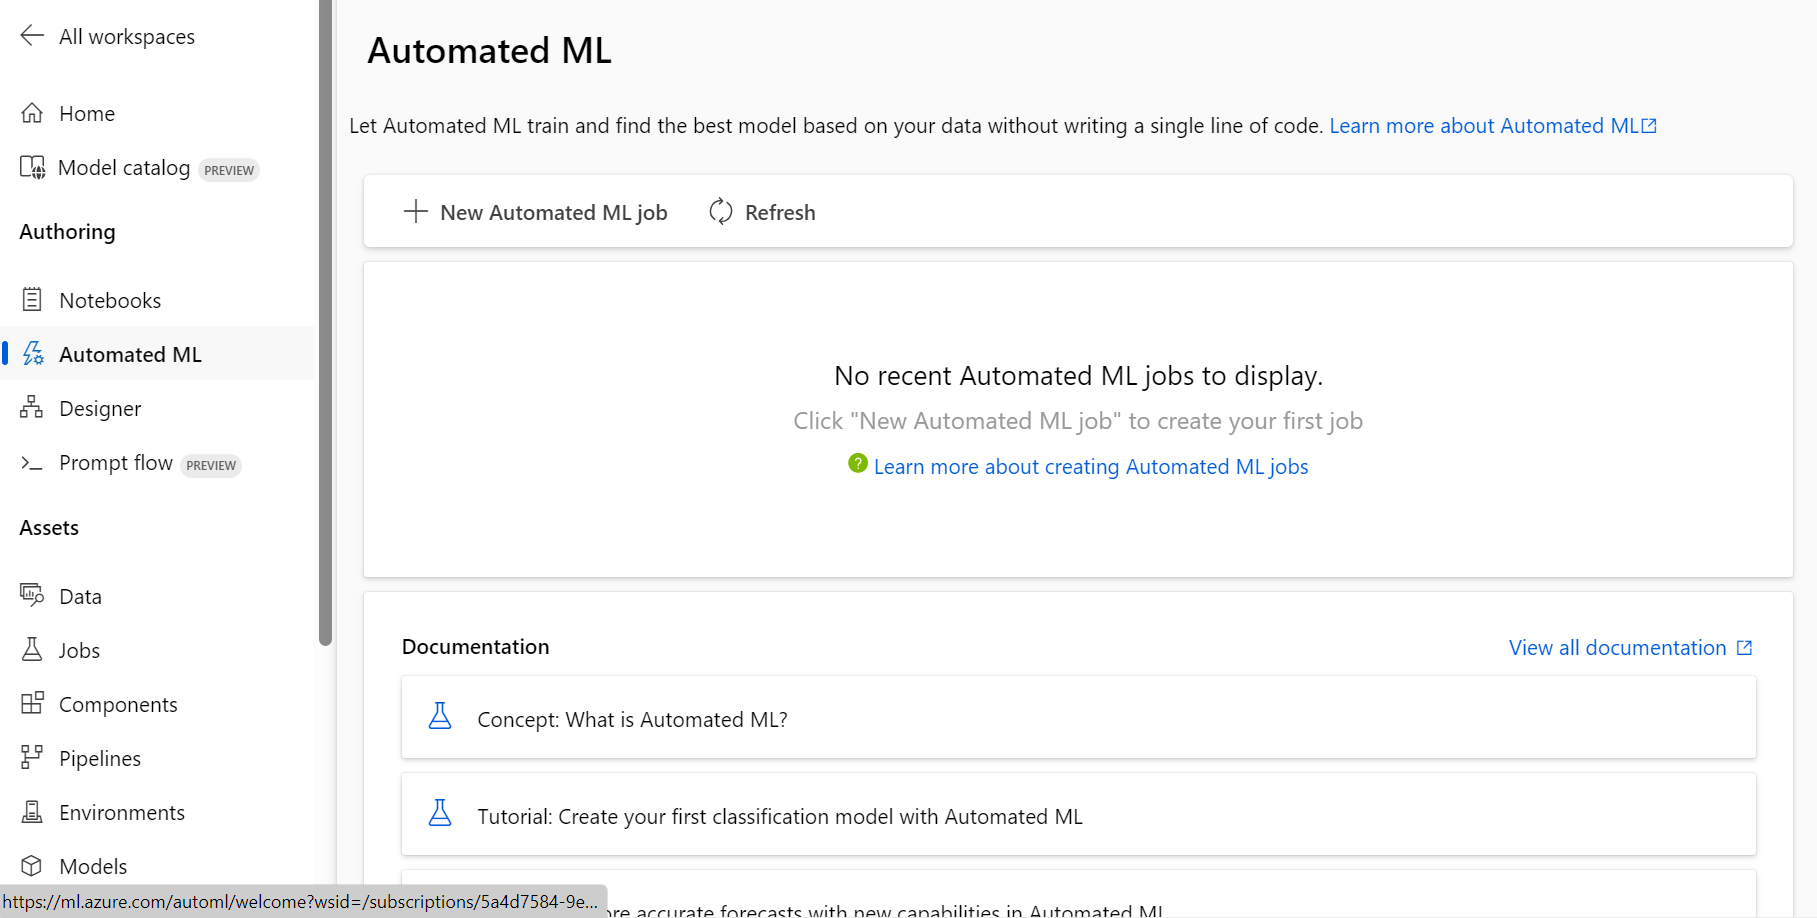 All workspaces
Home
Model catalog PREVIEW
Authoring
Notebooks
Automated ML
Designer
Prompt flow PREVIEW
Assets
Data
Jobs
Components
Pipelines
Environments
Models
https://ml.azure.com/automl/welcome?wsid=/subscriptions/5a4d7584-9e...
Automated ML
Let Automated ML train and find the best model based on your data without writing a single line of code. Learn more about Automated ML
New Automated ML job Refresh
No recent Automated ML jobs to display.
Click "New Automated ML job" to create your first job
? Learn more about creating Automated ML jobs
Documentation View all documentation
Concept: What is Automated ML?
Tutorial: Create your first classification model with Automated ML
accurate forecasts with new capabilities in Automated ML